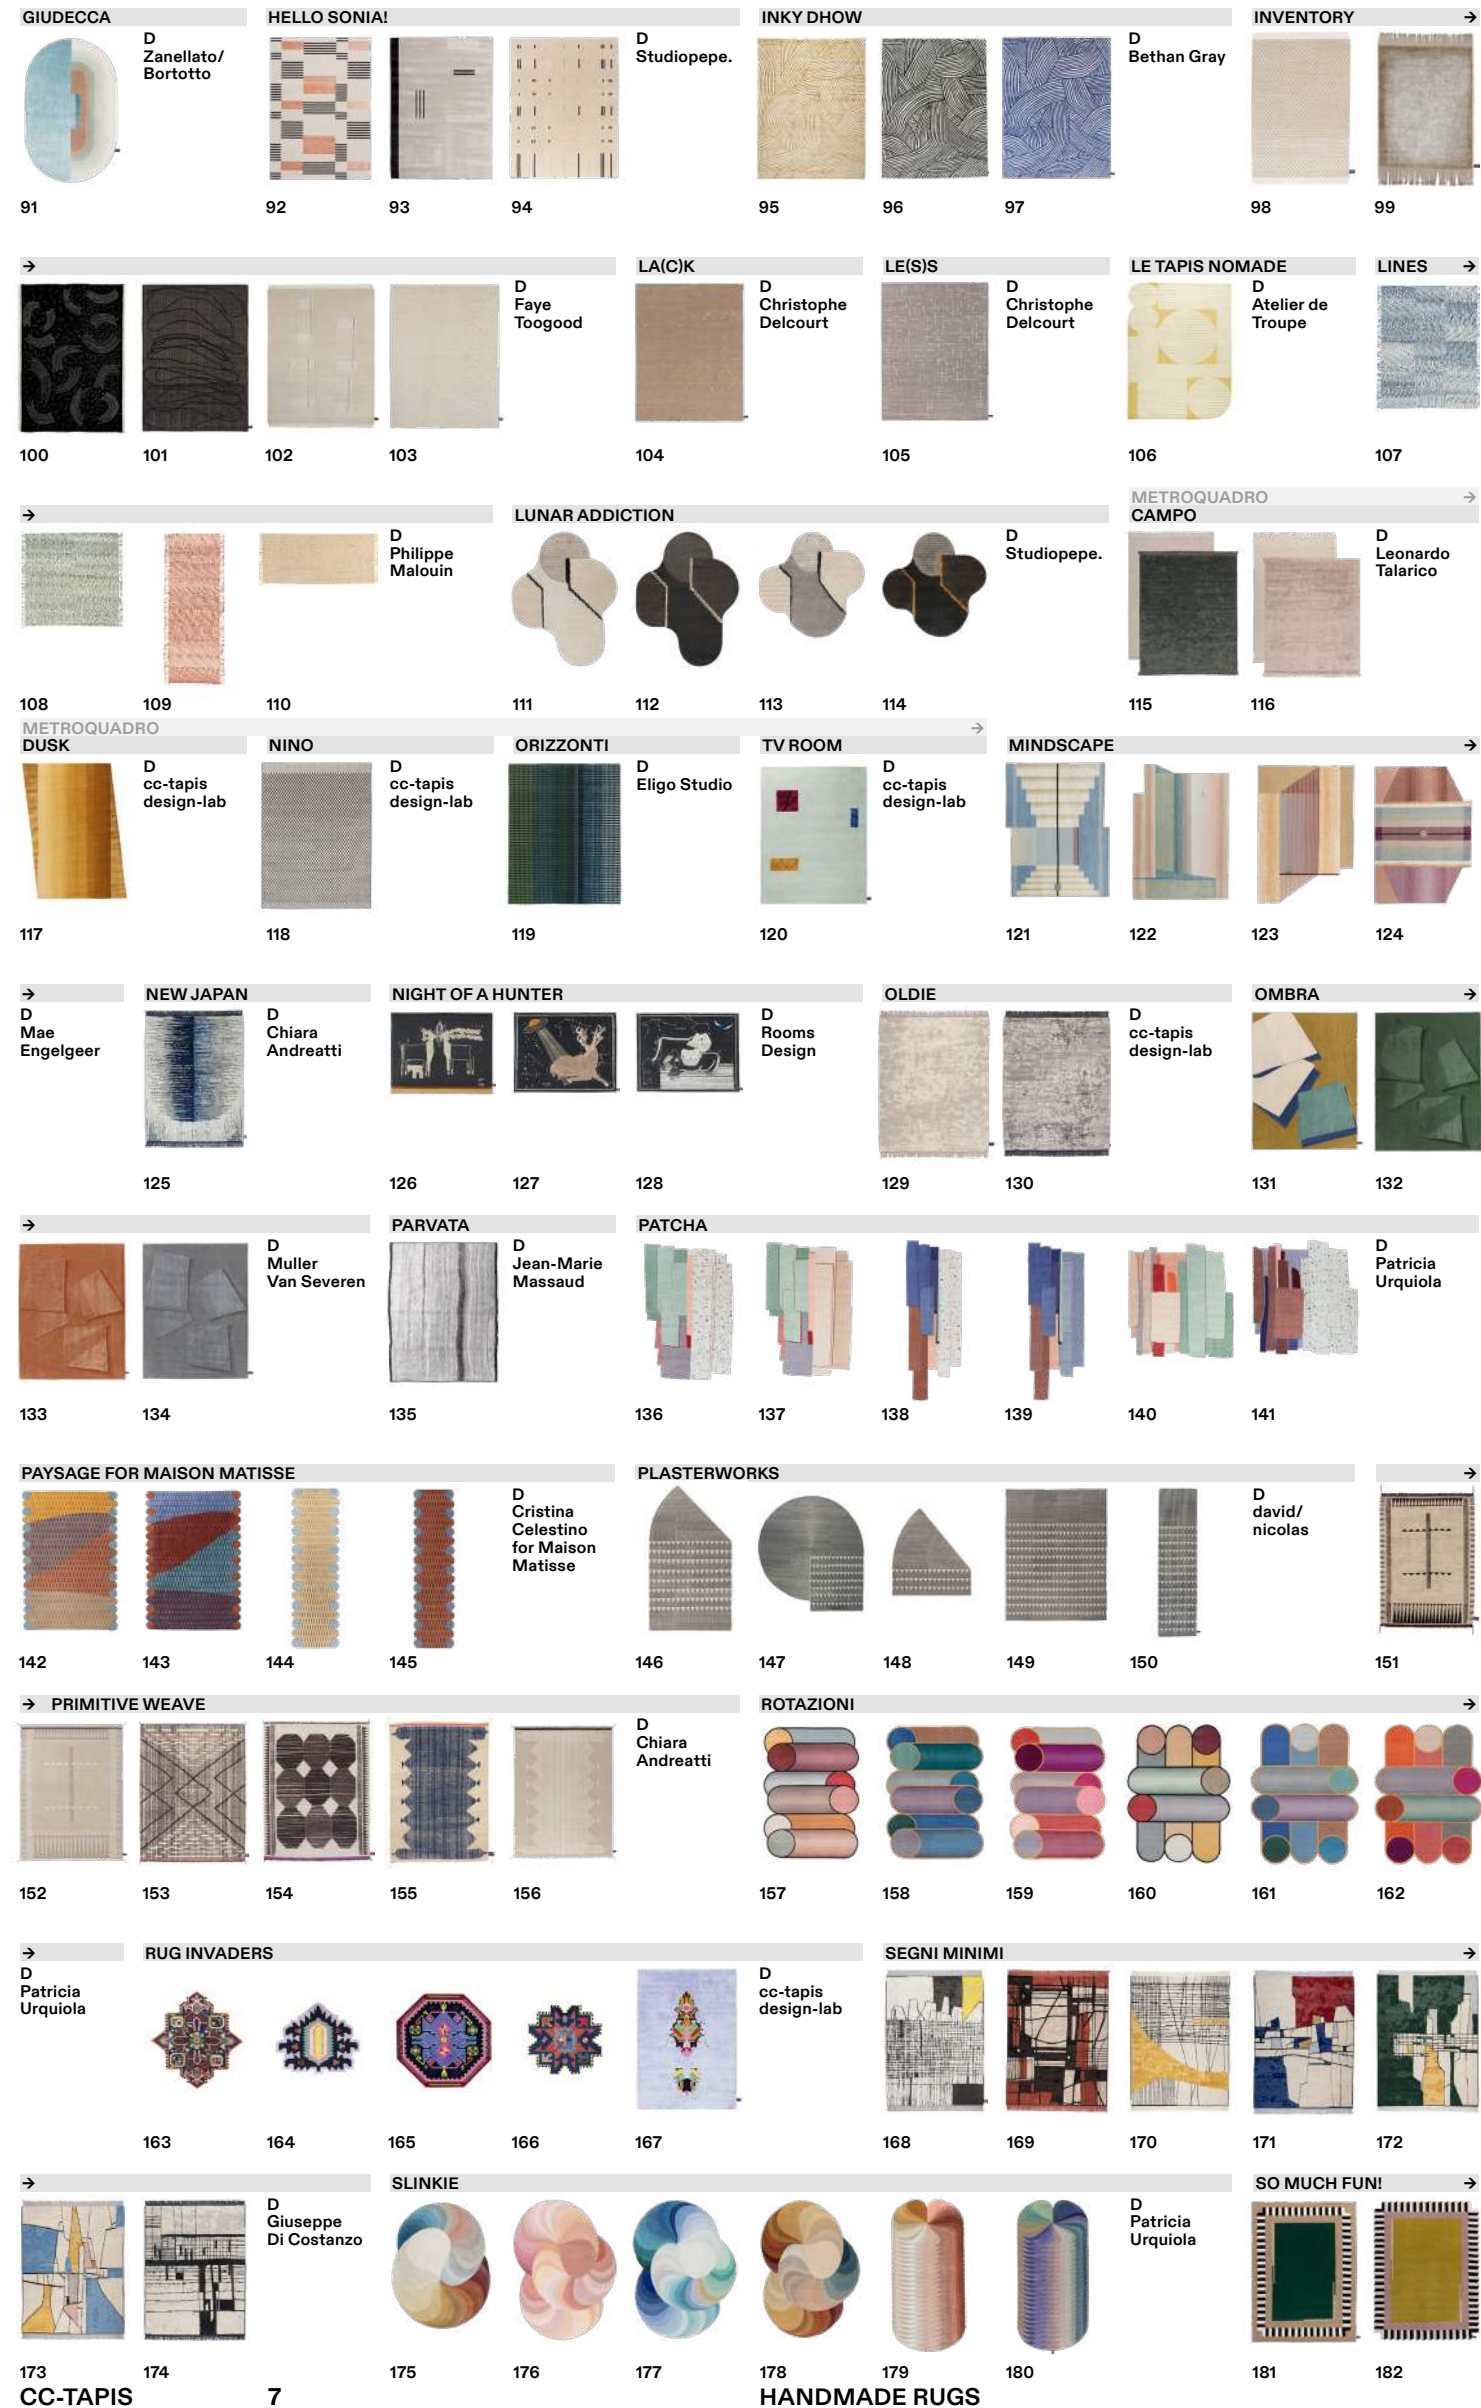 GIUDECCA
HELLO SONIA!
INKY DHOW
INVENTORY →
D
Zanellato/
Bortotto
D
Studiopepe.
D
Bethan Gray
91 92 93 94 95 96 97 98 99
→
LA(C)K
LE(S)S
LE TAPIS NOMADE
LINES →
D
Faye
Toogood
D
Christophe
Delcourt
D
Christophe
Delcourt
D
Atelier de
Troupe
100 101 102 103 104 105 106 107
→
LUNAR ADDICTION
METROQUADRO →
CAMPO
D
Philippe
Malouin
D
Studiopepe.
D
Leonardo
Talarico
108 109 110 111 112 113 114 115 116
METROQUADRO →
DUSK
NINO
ORIZZONTI
TV ROOM
MINDSCAPE →
D
cc-tapis
design-lab
D
cc-tapis
design-lab
D
Eligo Studio
D
cc-tapis
design-lab
117 118 119 120 121 122 123 124
→
NEW JAPAN
NIGHT OF A HUNTER
OLDIE
OMBRA →
D
Mae
Engelgeer
D
Chiara
Andreatti
D
Rooms
Design
D
cc-tapis
design-lab
125 126 127 128 129 130 131 132
→
PARVATA
PATCHA
D
Muller
Van Severen
D
Jean-Marie
Massaud
D
Patricia
Urquiola
133 134 135 136 137 138 139 140 141
PAYSAGE FOR MAISON MATISSE
PLASTERWORKS
→
D
Cristina
Celestino
for Maison
Matisse
D
david/
nicolas
142 143 144 145 146 147 148 149 150 151
→ PRIMITIVE WEAVE
ROTAZIONI →
D
Chiara
Andreatti
152 153 154 155 156 157 158 159 160 161 162
→
RUG INVADERS
SEGNI MINIMI →
D
Patricia
Urquiola
D
cc-tapis
design-lab
163 164 165 166 167 168 169 170 171 172
→
SLINKIE
SO MUCH FUN! →
D
Giuseppe
Di Costanzo
D
Patricia
Urquiola
173 174 175 176 177 178 179 180 181 182
CC-TAPIS 7 HANDMADE RUGS